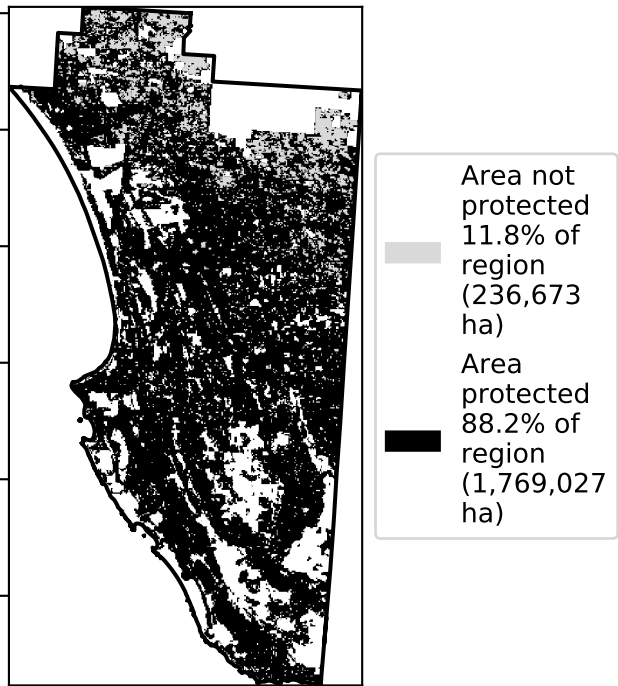 Area not
protected
11.8% of
region
(236,673
ha)
Area
protected
88.2% of
region
(1,769,027
ha)